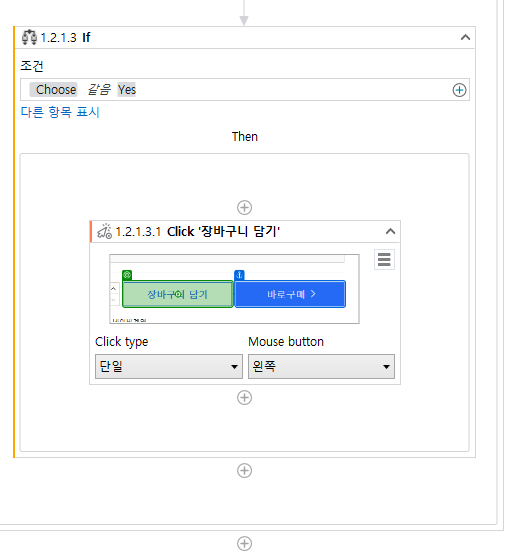 1.2.1.3 If
조건
Choose 같음 Yes
다른 항목 표시
Then
1.2.1.3.1 Click '장바구니 담기'
장바구니 담기 바로구매 >
Click type Mouse button
단일 왼쪽